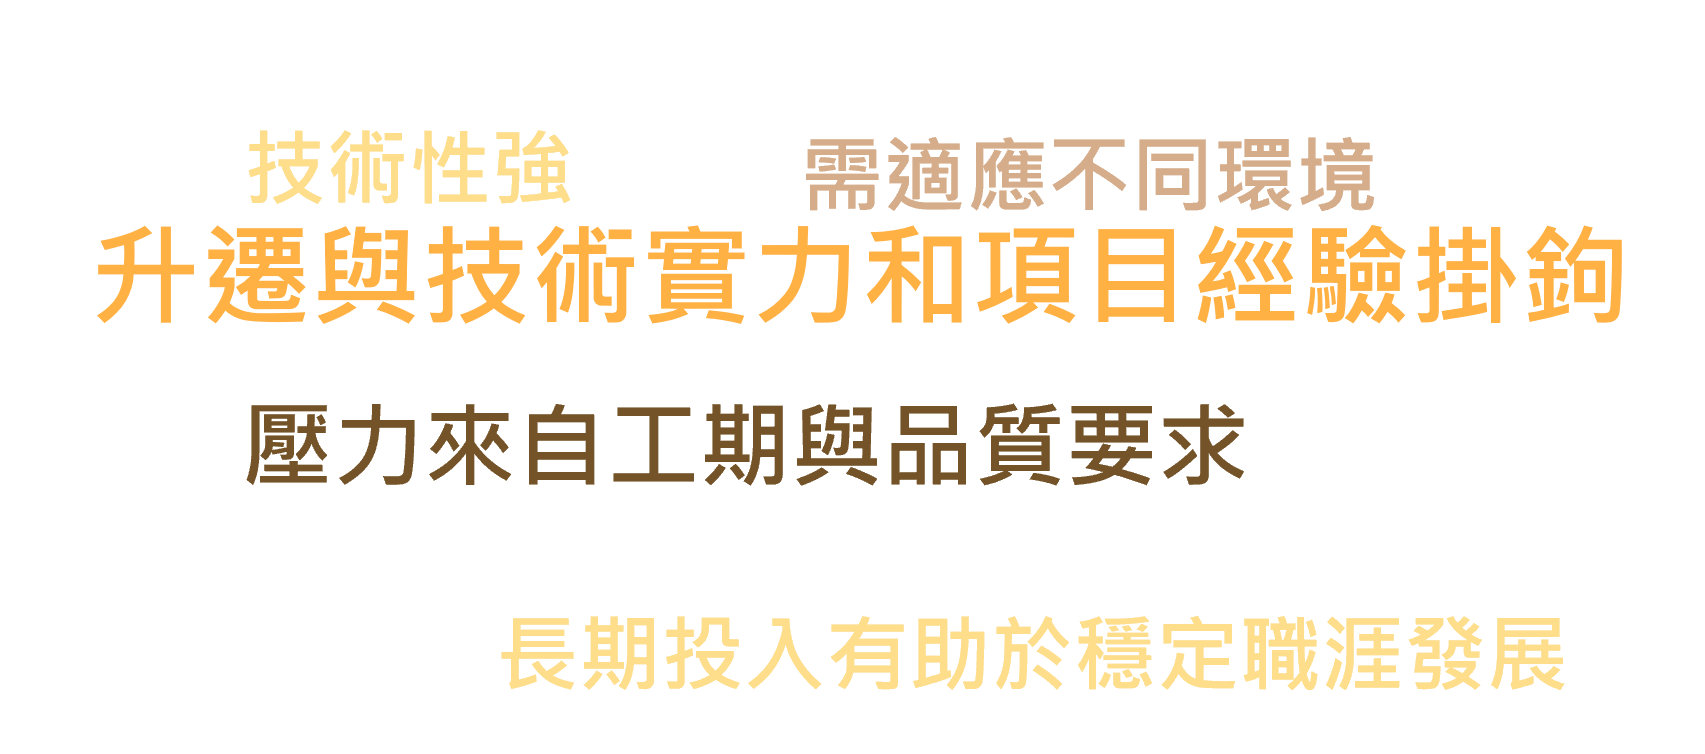 技術性強
需適應不同環境
升遷與技術實力和項目經驗掛鉤
壓力來自工期與品質要求
長期投入有助於穩定職涯發展